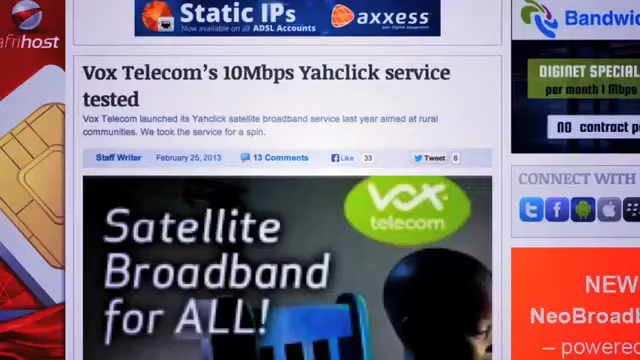 Static IPs
Now available on all ADSL Accounts
axxess
afrihost
Bandwid
DIGINET SPECIAL
per month 1 Mbps
NO contract p
Vox Telecom's 10Mbps Yahclick service
tested
Vox Telecom launched its Yahclick satellite broadband service last year aimed at rural
communities. We took the service for a spin.
Staff Writer February 25, 2013 13 Comments Like 33 Tweet 6
CONNECT WITH
vox
telecom
Satellite
Broadband
for ALL!
NEW
NeoBroadb
– powered